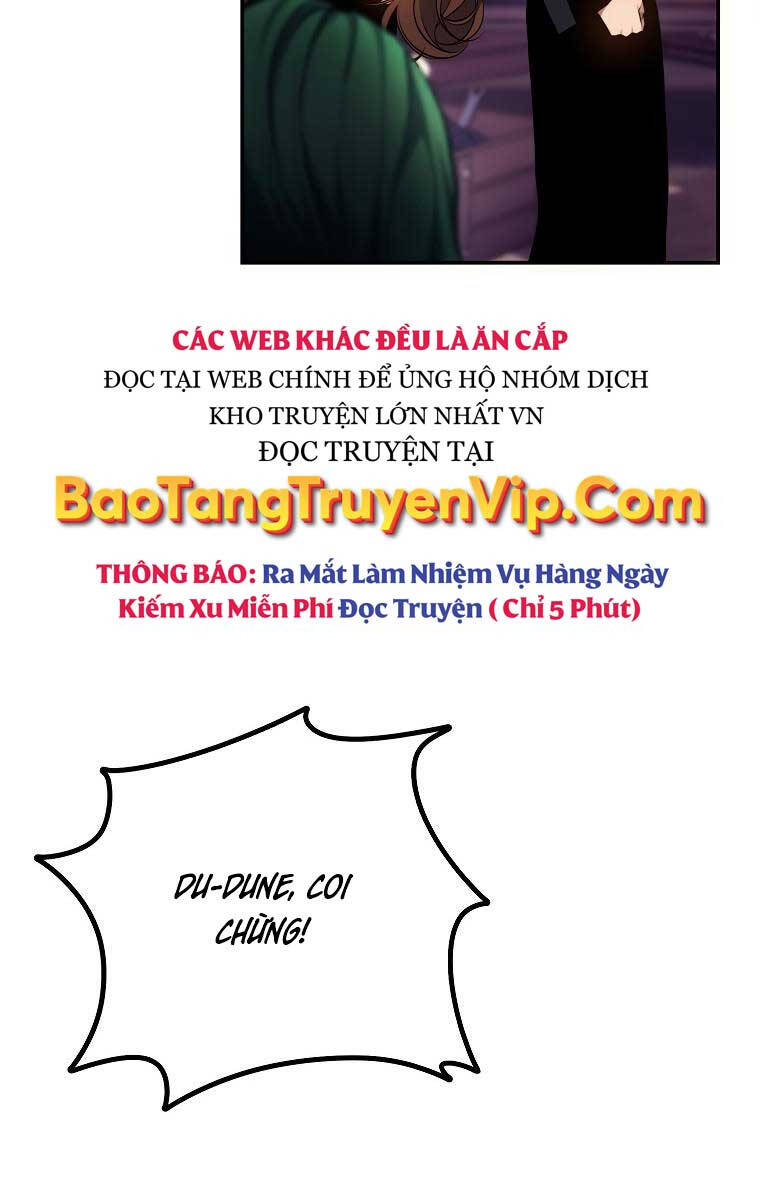 CÁC WEB KHÁC ĐỀU LÀ ĂN CẮP
ĐỌC TẠI WEB CHÍNH ĐỂ ỦNG HỘ NHÓM DỊCH
KHO TRUYỆN LỚN NHẤT VN
ĐỌC TRUYỆN TẠI
BaoTangTruyenVip.Com
THÔNG BÁO: Ra Mắt Làm Nhiệm Vụ Hàng Ngày
Kiếm Xu Miễn Phí Đọc Truyện ( Chỉ 5 Phút)
DU-DUNE, COI
CHỪNG!